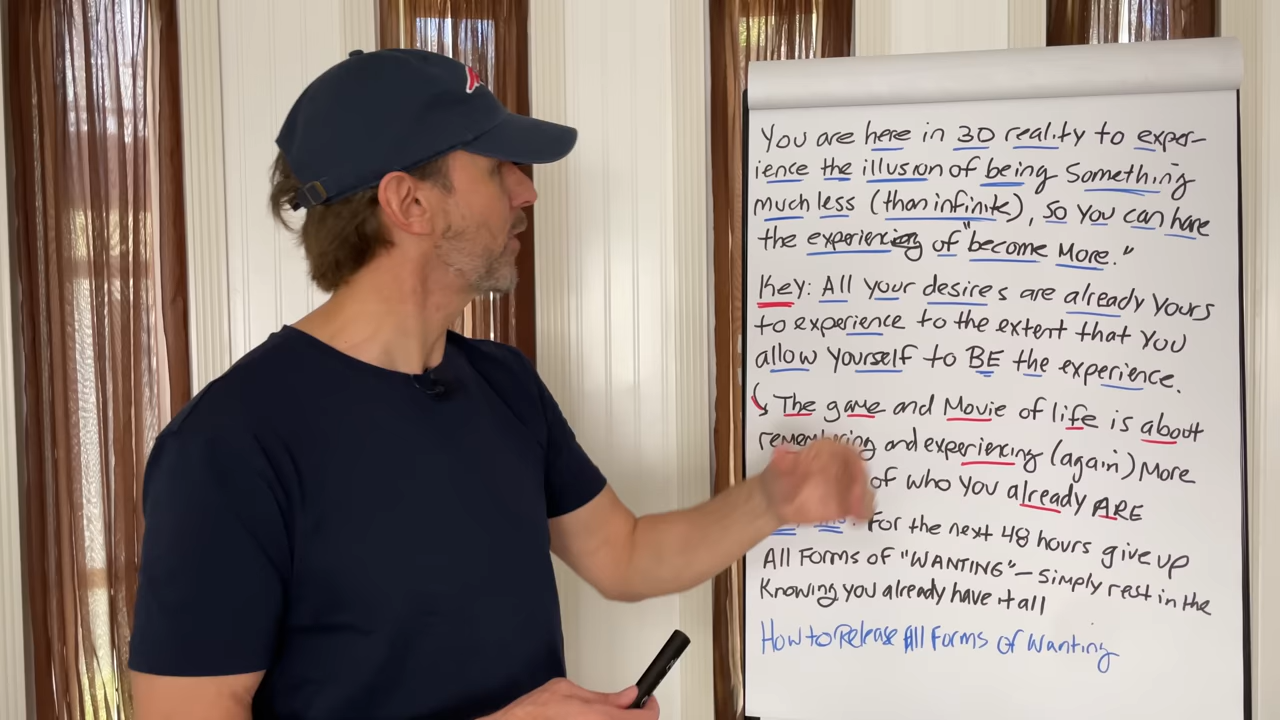 You are here in 3D reality to exper-
ience the illusion of being Something
much less (than infinite), so you can have
the experiencing of "become More."
Key: All your desires are already yours
to experience to the extent that you
allow yourself to BE the experience.
The game and Movie of life is about
remembering and experiencing (again) More
of who you already ARE
For the next 48 hours give up
All Forms of "WANTING" - simply rest in the
Knowing you already have it all
How to Release All Forms of Wanting